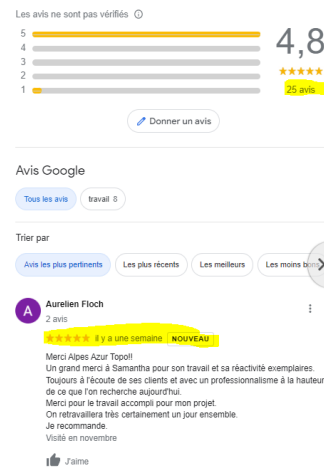 Les avis ne sont pas vérifiés
5
4
3
2
1
4,8
25 avis
Donner un avis
Avis Google
Tous les avis
travail 8
Trier par
Avis les plus pertinents
Les plus récents
Les meilleurs
Les moins bons
A
Aurelien Floch
2 avis
il y a une semaine NOUVEAU
Merci Alpes Azur Topo!!
Un grand merci à Samantha pour son travail et sa réactivité exemplaires.
Toujours à l'écoute de ses clients et avec un professionnalisme à la hauteur
de ce que l'on recherche aujourd'hui.
Merci pour le travail accompli pour mon projet.
On retravaillera très certainement un jour ensemble.
Je recommande.
Visité en novembre
J'aime